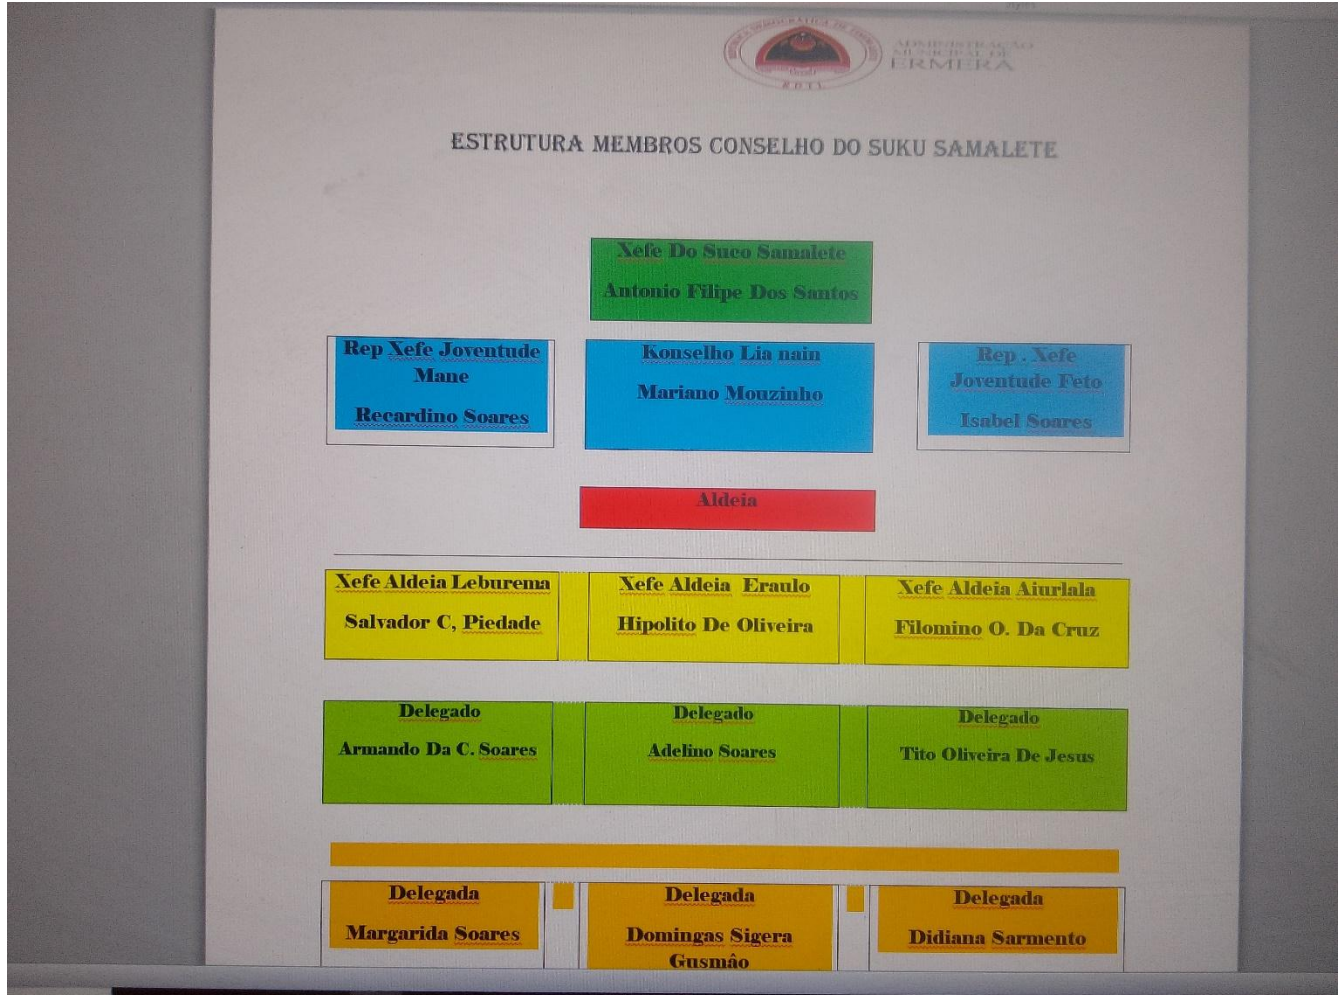 ADMINISTRAÇÃO
MUNICIPAL DE
ERMERA
ESTRUTURA MEMBROS CONSELHO DO SUKU SAMALETE
Xefe Do Suco Samalete
Antonio Filipe Dos Santos
Rep Xefe Joventude
Mane
Recardino Soares
Konselho Lia nain
Mariano Mouzinho
Rep . Xefe
Joventude Feto
Isabel Soares
Aldeia
Xefe Aldeia Leburema
Salvador C, Piedade
Xefe Aldeia Eraulo
Hipolito De Oliveira
Xefe Aldeia Aiurlala
Filomino O. Da Cruz
Delegado
Armando Da C. Soares
Delegado
Adelino Soares
Delegado
Tito Oliveira De Jesus
Delegada
Margarida Soares
Delegada
Domingas Sigera
Gusmâo
Delegada
Didiana Sarmento